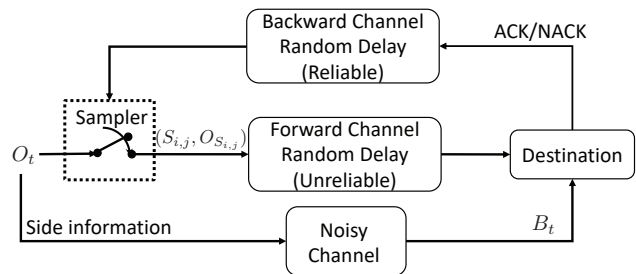 Backward Channel
Random Delay
(Reliable)
ACK/NACK
Sampler
$O_t$
$(S_{i,j}, O_{S_{i,j}})$
Forward Channel
Random Delay
(Unreliable)
Destination
Side information
Noisy
Channel
$B_t$